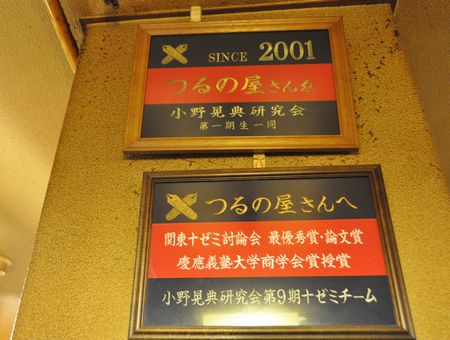 SINCE 2001
つるの屋さん江
小野晃典研究会
第一期生一同
つるの屋さんへ
関東十ゼミ討論会 最優秀賞・論文賞
慶應義塾大学商学会賞授賞
小野晃典研究会第9期十ゼミチーム